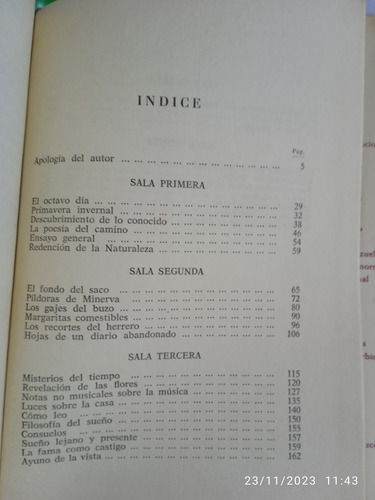 INDICE
Pág.
Apología del autor ... ... ... ... ... ... ... ... ... ... ... ... 5
SALA PRIMERA
El octavo día ... ... ... ... ... ... ... ... ... ... ... ... ... 29
Primavera invernal ... ... ... ... ... ... ... ... ... ... ... 32
Descubrimiento de lo conocido ... ... ... ... ... ... ... ... 38
La poesía del camino ... ... ... ... ... ... ... ... ... ... ... 46
Ensayo general ... ... ... ... ... ... ... ... ... ... ... ... 54
Redención de la Naturaleza ... ... ... ... ... ... ... ... ... 59
SALA SEGUNDA
El fondo del saco ... ... ... ... ... ... ... ... ... ... ... ... 65
Píldoras de Minerva ... ... ... ... ... ... ... ... ... ... ... 72
Los gajes del buzo ... ... ... ... ... ... ... ... ... ... ... 80
Margaritas comestibles ... ... ... ... ... ... ... ... ... ... 90
Los recortes del herrero ... ... ... ... ... ... ... ... ... ... 96
Hojas de un diario abandonado ... ... ... ... ... ... ... ... 106
SALA TERCERA
Misterios del tiempo ... ... ... ... ... ... ... ... ... ... ... 115
Revelación de las flores ... ... ... ... ... ... ... ... ... ... 120
Notas no musicales sobre la música ... ... ... ... ... ... ... 127
Luces sobre la casa ... ... ... ... ... ... ... ... ... ... ... 135
Cómo leo ... ... ... ... ... ... ... ... ... ... ... ... ... ... 140
Filosofía del sueño ... ... ... ... ... ... ... ... ... ... ... 150
Consuelos ... ... ... ... ... ... ... ... ... ... ... ... ... ... 155
Sueño lejano y presente ... ... ... ... ... ... ... ... ... ... 157
La fama como castigo ... ... ... ... ... ... ... ... ... ... ... 159
Ayuno de la vista ... ... ... ... ... ... ... ... ... ... ... ... 162
23/11/2023 11:43